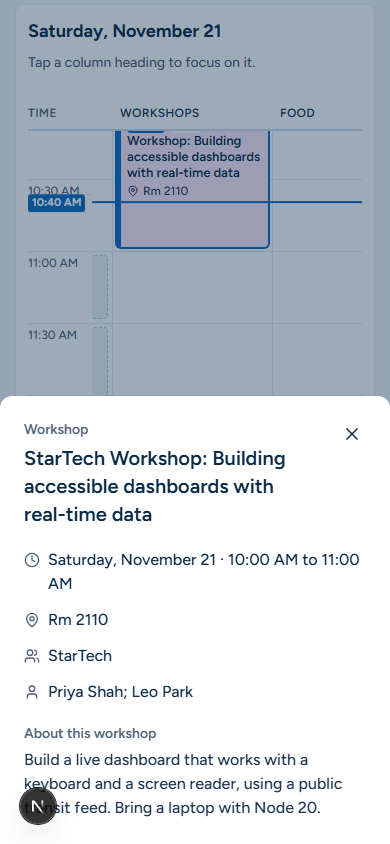 Saturday, November 21
Tap a column heading to focus on it.
TIME WORKSHOPS FOOD
Workshop: Building
accessible dashboards
with real-time data
10:30 AM
Rm 2110
10:40 AM
11:00 AM
11:30 AM
Workshop
StarTech Workshop: Building
accessible dashboards with
real-time data
Saturday, November 21 · 10:00 AM to 11:00
AM
Rm 2110
StarTech
Priya Shah; Leo Park
About this workshop
Build a live dashboard that works with a
keyboard and a screen reader, using a public
feed. Bring a laptop with Node 20.
N